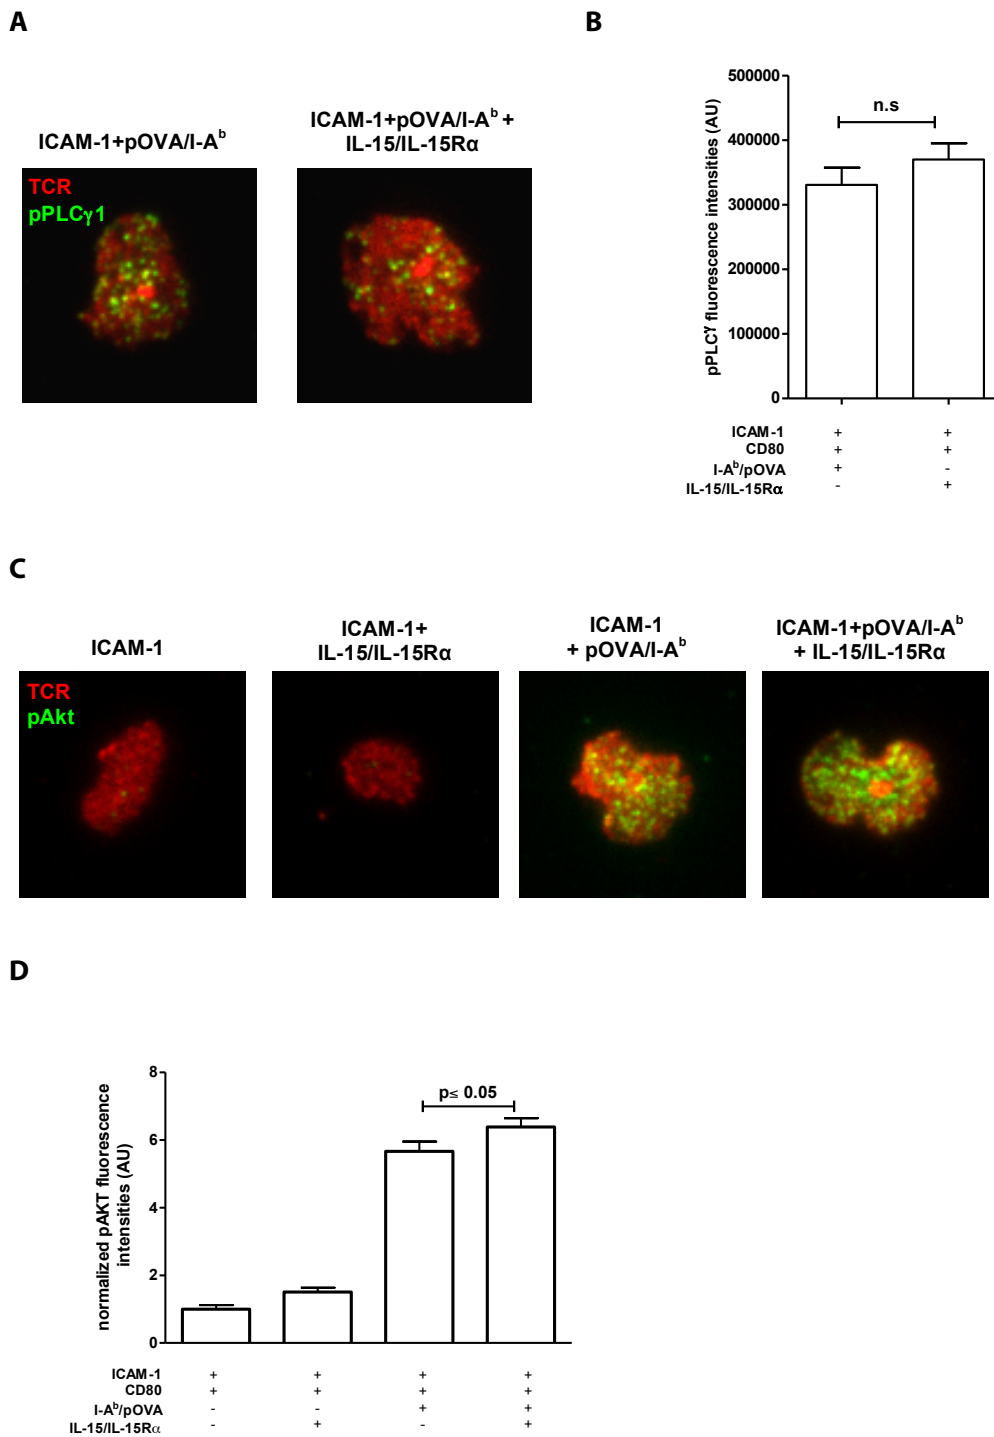 A
B
ICAM-1+pOVA/I-Aᵇ
ICAM-1+pOVA/I-Aᵇ +
IL-15/IL-15Rα
TCR
pPLCγ1
pPLCγ fluorescence intensities (AU)
500000
400000
300000
200000
100000
0
n.s
ICAM-1 + +
CD80 + +
I-Aᵇ/pOVA + -
IL-15/IL-15Rα - +
C
ICAM-1
ICAM-1+
IL-15/IL-15Rα
ICAM-1
+ pOVA/I-Aᵇ
ICAM-1+pOVA/I-Aᵇ
+ IL-15/IL-15Rα
TCR
pAkt
D
normalized pAKT fluorescence
intensities (AU)
8
6
4
2
0
p≤ 0.05
ICAM-1 + + + +
CD80 + + + +
I-Aᵇ/pOVA - - + +
IL-15/IL-15Rα - + - +